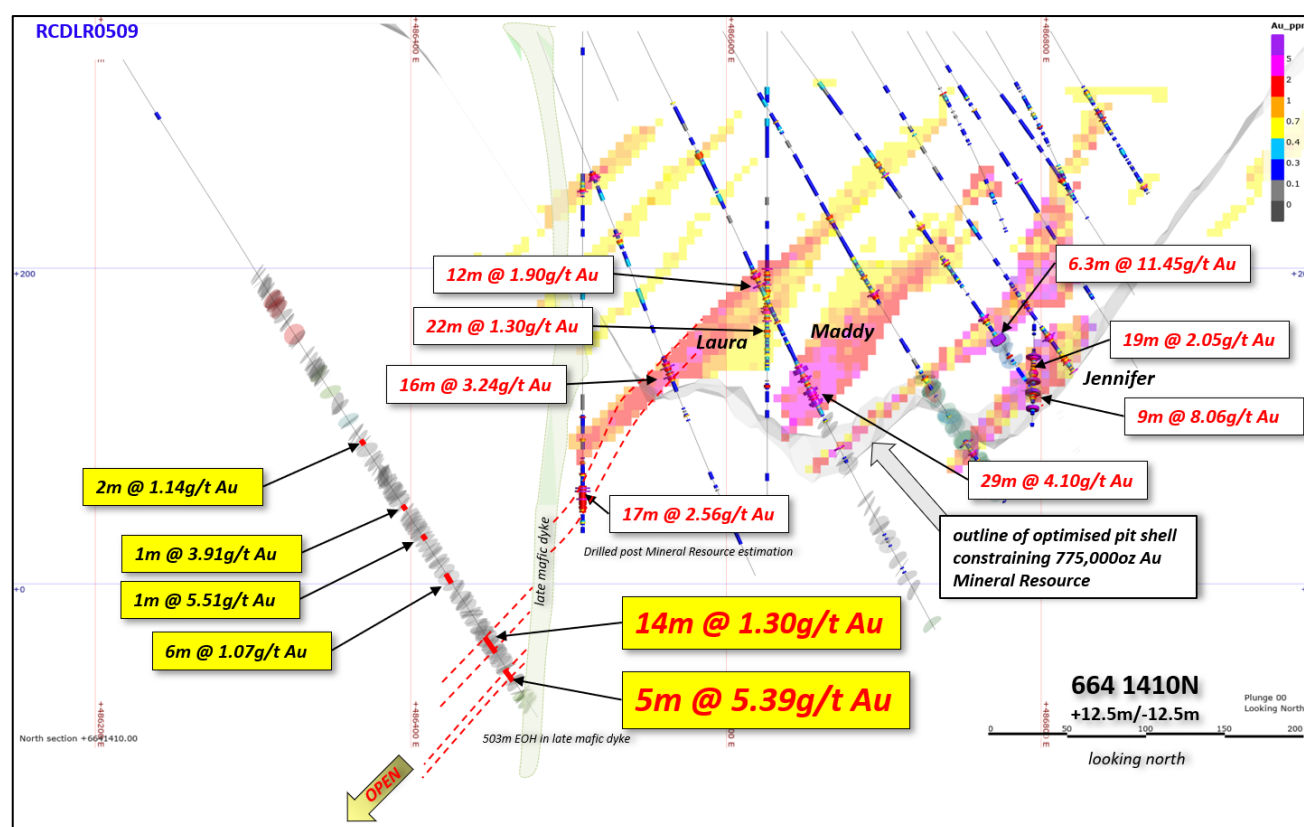 RCDLR0509
+486400 E
+486600 E
+486800 E
Au_ppm
5
2
1
0.7
0.4
0.3
0.1
0
+200
12m @ 1.90g/t Au
22m @ 1.30g/t Au
16m @ 3.24g/t Au
Laura
Maddy
6.3m @ 11.45g/t Au
19m @ 2.05g/t Au
Jennifer
9m @ 8.06g/t Au
29m @ 4.10g/t Au
17m @ 2.56g/t Au
Drilled post Mineral Resource estimation
late mafic dyke
outline of optimised pit shell
constraining 775,000oz Au
Mineral Resource
2m @ 1.14g/t Au
1m @ 3.91g/t Au
1m @ 5.51g/t Au
6m @ 1.07g/t Au
+0
14m @ 1.30g/t Au
5m @ 5.39g/t Au
664 1410N
+12.5m/-12.5m
Plunge 00
Looking North
0
50
100
150
200
looking north
North section +6641410.00
+486200 E
+486400 E
+486800 E
503m EOH in late mafic dyke
OPEN